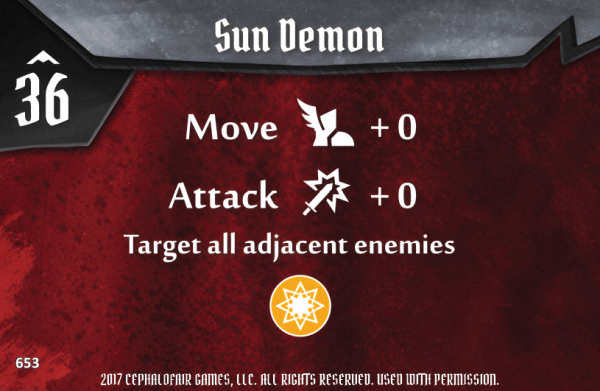 Sun Demon
36
Move + 0
Attack + 0
Target all adjacent enemies
653
2017 CEPHALOFAIR GAMES, LLC. ALL RIGHTS RESERVED. USED WITH PERMISSION.